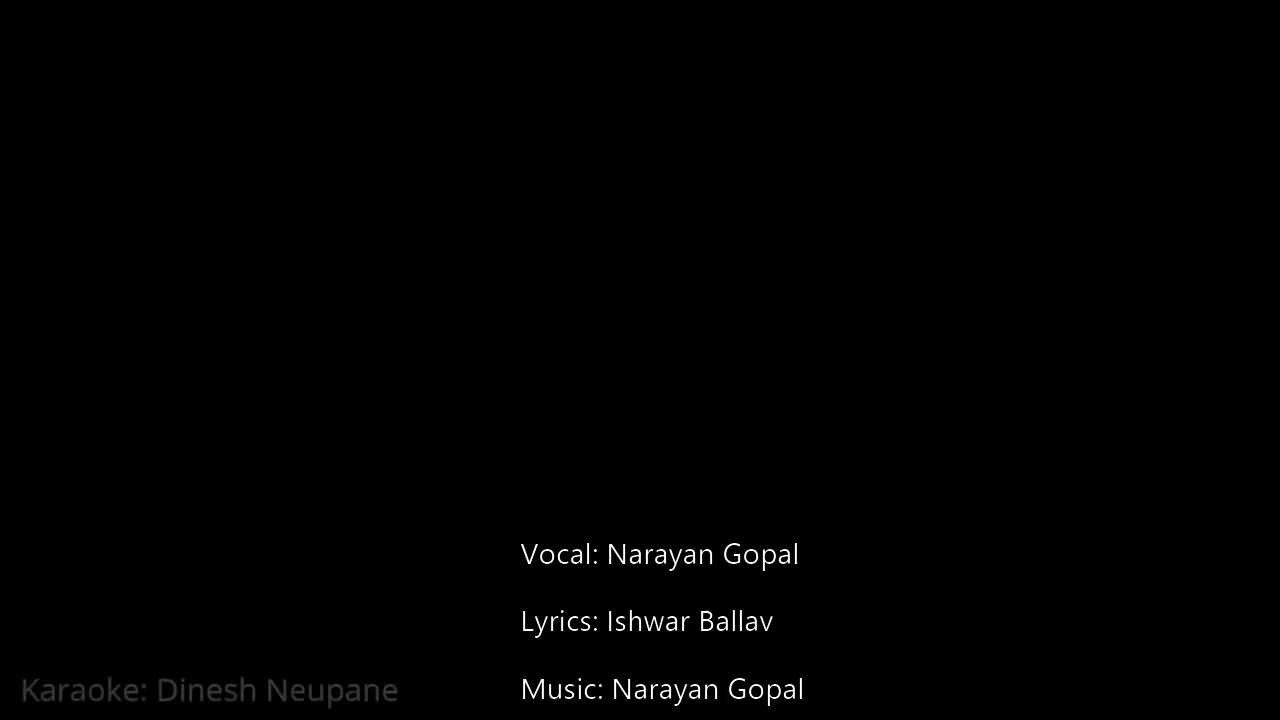 Vocal: Narayan Gopal
Lyrics: Ishwar Ballav
Karaoke: Dinesh Neupane
Music: Narayan Gopal